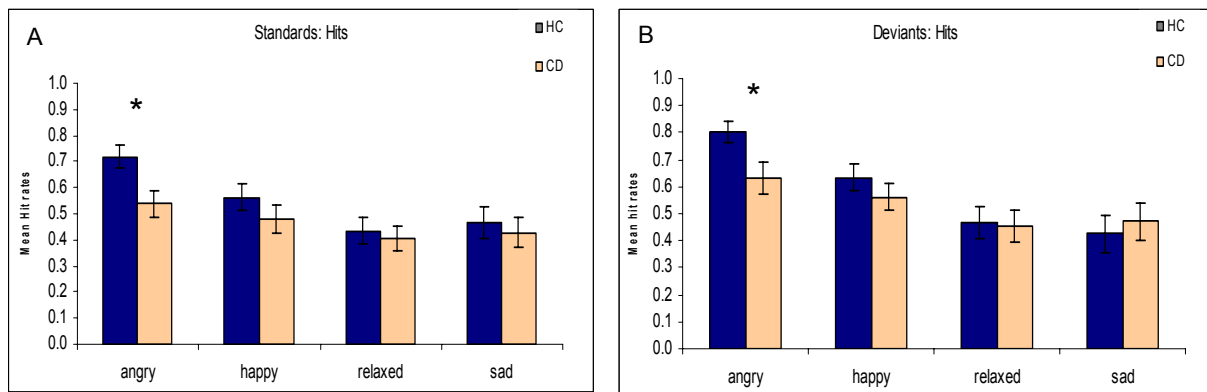 A
Standards: Hits
HC
CD
1.0
0.9
0.8
0.7
0.6
0.5
0.4
0.3
0.2
0.1
0.0
Mean Hit rates
*
angry happy relaxed sad
B
Deviants: Hits
HC
CD
1.0
0.9
0.8
0.7
0.6
0.5
0.4
0.3
0.2
0.1
0.0
Mean hit rates
*
angry happy relaxed sad